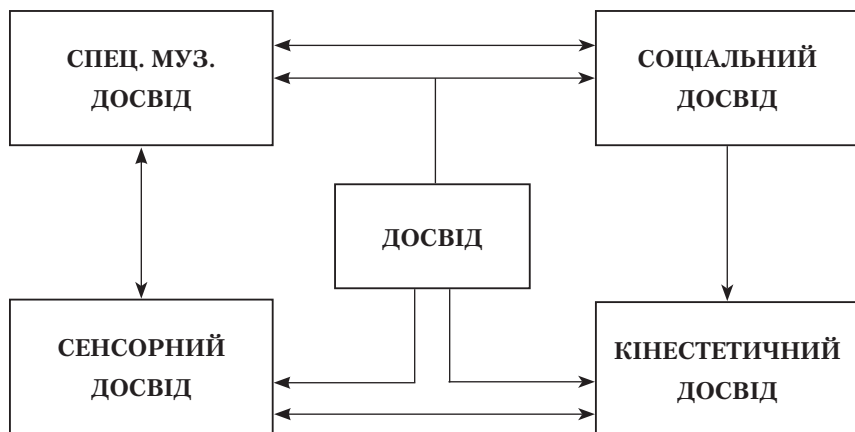 СПЕЦ. МУЗ.
ДОСВІД
СОЦІАЛЬНИЙ
ДОСВІД
ДОСВІД
СЕНСОРНИЙ
ДОСВІД
КІНЕСТЕТИЧНИЙ
ДОСВІД